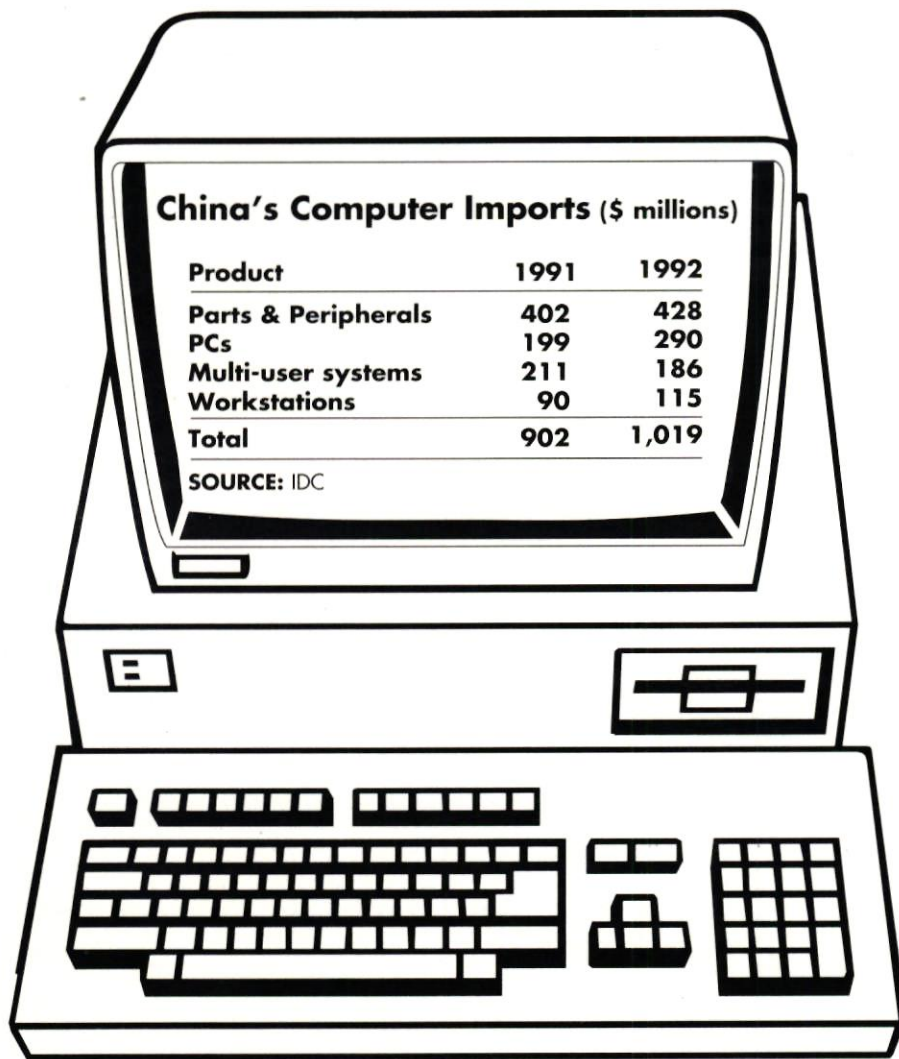 China's Computer Imports ($ millions)
Product 1991 1992
Parts & Peripherals 402 428
PCs 199 290
Multi-user systems 211 186
Workstations 90 115
Total 902 1,019
SOURCE: IDC